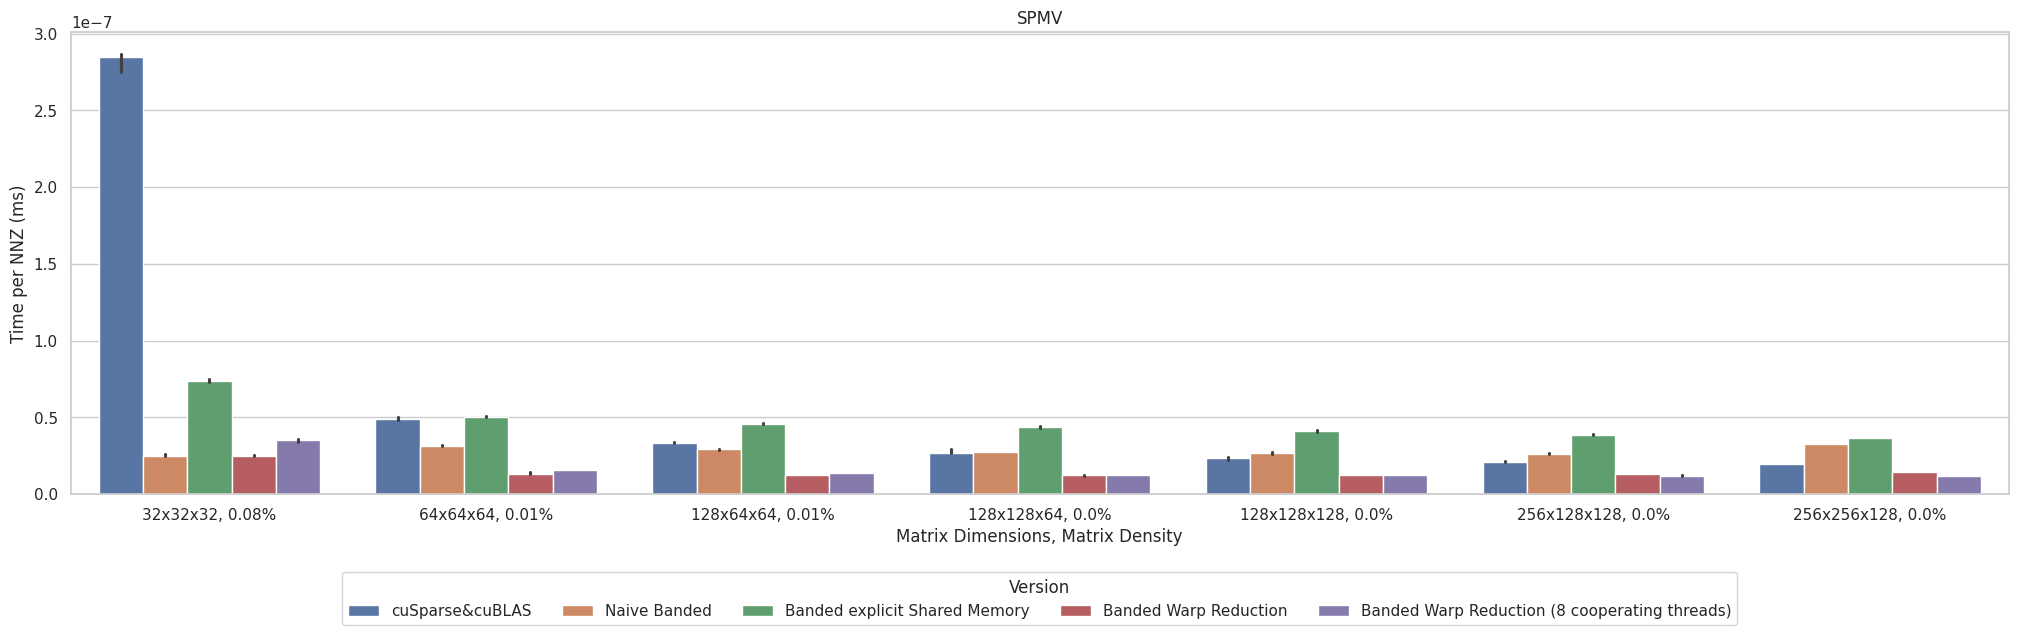 SPMV
1e−7
3.0
2.5
2.0
1.5
1.0
0.5
0.0
Time per NNZ (ms)
32x32x32, 0.08% 64x64x64, 0.01% 128x64x64, 0.01% 128x128x64, 0.0% 128x128x128, 0.0% 256x128x128, 0.0% 256x256x128, 0.0%
Matrix Dimensions, Matrix Density
Version
cuSparse&cuBLAS Naive Banded Banded explicit Shared Memory Banded Warp Reduction Banded Warp Reduction (8 cooperating threads)